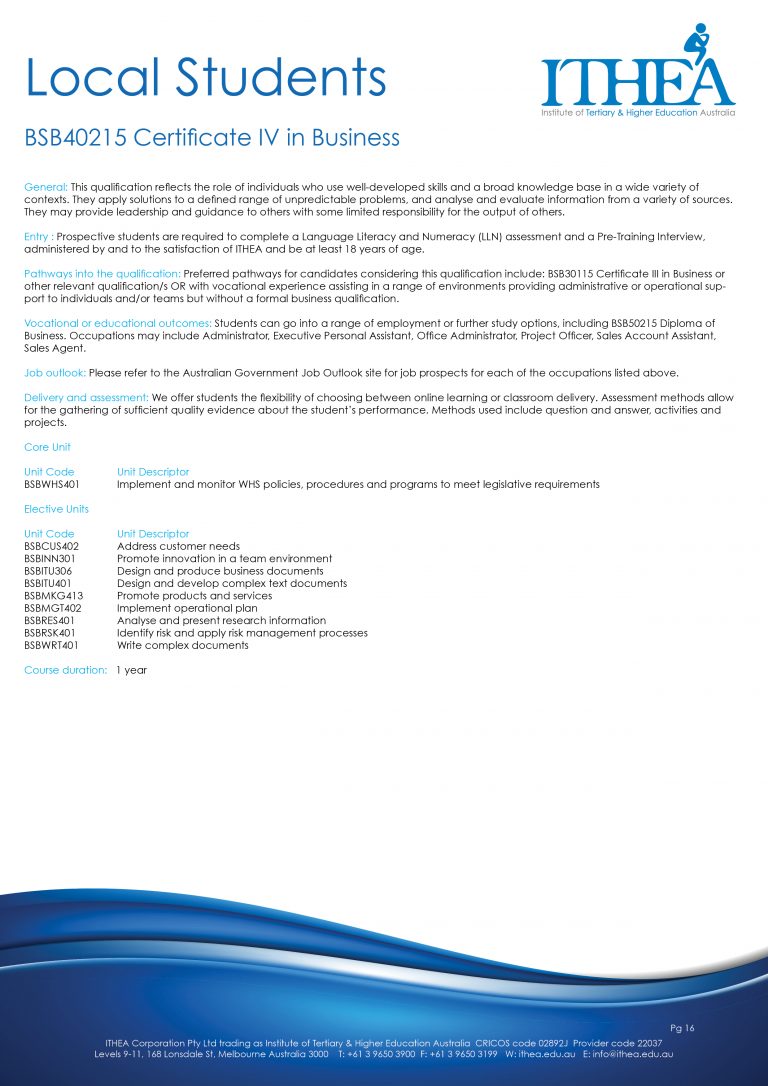 Local Students
ITHEA
Institute of Tertiary & Higher Education Australia
BSB40215 Certificate IV in Business
General: This qualification reflects the role of individuals who use well-developed skills and a broad knowledge base in a wide variety of
contexts. They apply solutions to a defined range of unpredictable problems, and analyse and evaluate information from a variety of sources.
They may provide leadership and guidance to others with some limited responsibility for the output of others.
Entry : Prospective students are required to complete a Language Literacy and Numeracy (LLN) assessment and a Pre-Training Interview,
administered by and to the satisfaction of ITHEA and be at least 18 years of age.
Pathways into the qualification: Preferred pathways for candidates considering this qualification include: BSB30115 Certificate III in Business or
other relevant qualification/s OR with vocational experience assisting in a range of environments providing administrative or operational sup-
port to individuals and/or teams but without a formal business qualification.
Vocational or educational outcomes: Students can go into a range of employment or further study options, including BSB50215 Diploma of
Business. Occupations may include Administrator, Executive Personal Assistant, Office Administrator, Project Officer, Sales Account Assistant,
Sales Agent.
Job outlook: Please refer to the Australian Government Job Outlook site for job prospects for each of the occupations listed above.
Delivery and assessment: We offer students the flexibility of choosing between online learning or classroom delivery. Assessment methods allow
for the gathering of sufficient quality evidence about the student's performance. Methods used include question and answer, activities and
projects.
Core Unit
Unit Code Unit Descriptor
BSBWHS401 Implement and monitor WHS policies, procedures and programs to meet legislative requirements
Elective Units
Unit Code Unit Descriptor
BSBCUS402 Address customer needs
BSBINN301 Promote innovation in a team environment
BSBITU306 Design and produce business documents
BSBITU401 Design and develop complex text documents
BSBMKG413 Promote products and services
BSBMGT402 Implement operational plan
BSBRES401 Analyse and present research information
BSBRSK401 Identify risk and apply risk management processes
BSBWRT401 Write complex documents
Course duration: 1 year
Pg 16
ITHEA Corporation Pty Ltd trading as Institute of Tertiary & Higher Education Australia CRICOS code 02892J Provider code 22037
Levels 9-11, 168 Lonsdale St, Melbourne Australia 3000 T: +61 3 9650 3900 F: +61 3 9650 3199 W: ithea.edu.au E: info@ithea.edu.au